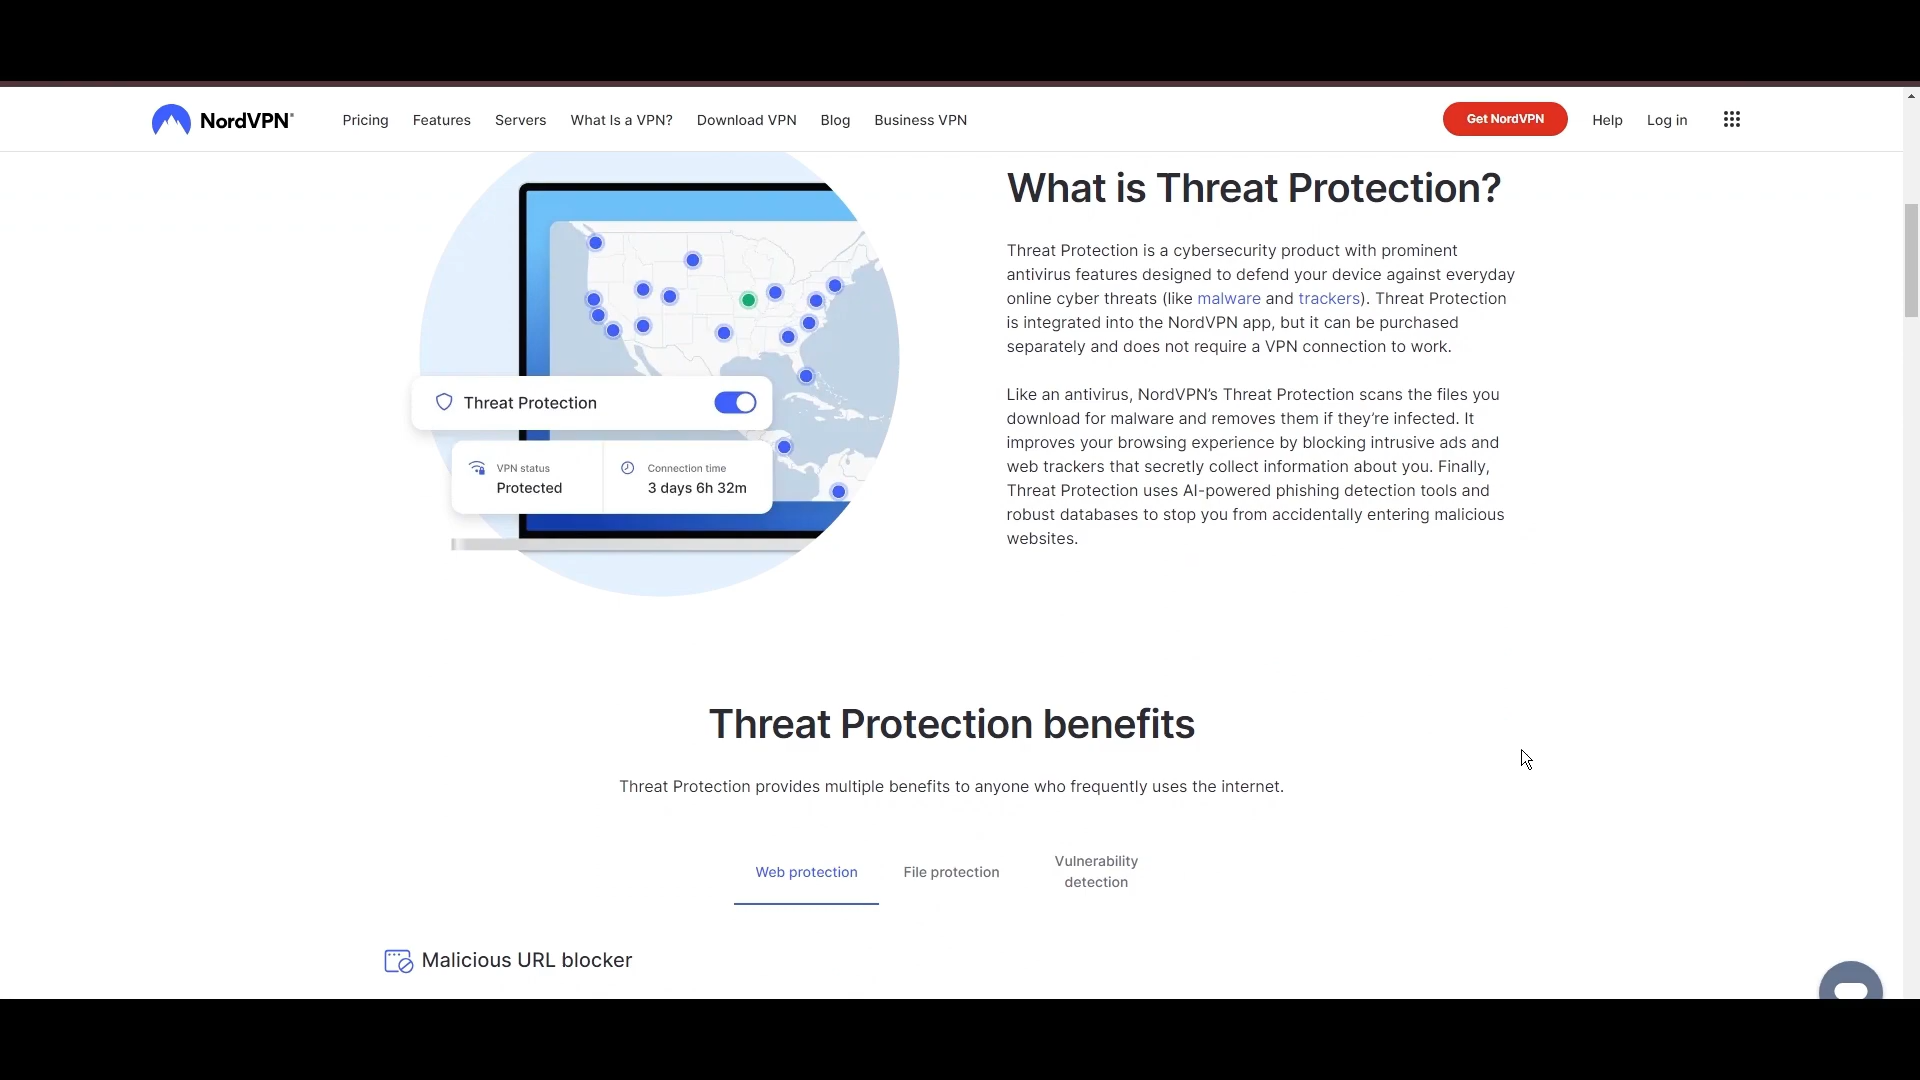 NordVPN®
Pricing
Features
Servers
What Is a VPN?
Download VPN
Blog
Business VPN
Get NordVPN
Help
Log in
What is Threat Protection?
Threat Protection is a cybersecurity product with prominent
antivirus features designed to defend your device against everyday
online cyber threats (like malware and trackers). Threat Protection
is integrated into the NordVPN app, but it can be purchased
separately and does not require a VPN connection to work.
Like an antivirus, NordVPN’s Threat Protection scans the files you
download for malware and removes them if they’re infected. It
improves your browsing experience by blocking intrusive ads and
web trackers that secretly collect information about you. Finally,
Threat Protection uses AI-powered phishing detection tools and
robust databases to stop you from accidentally entering malicious
websites.
Threat Protection
VPN status
Protected
Connection time
3 days 6h 32m
Threat Protection benefits
Threat Protection provides multiple benefits to anyone who frequently uses the internet.
Web protection
File protection
Vulnerability
detection
Malicious URL blocker